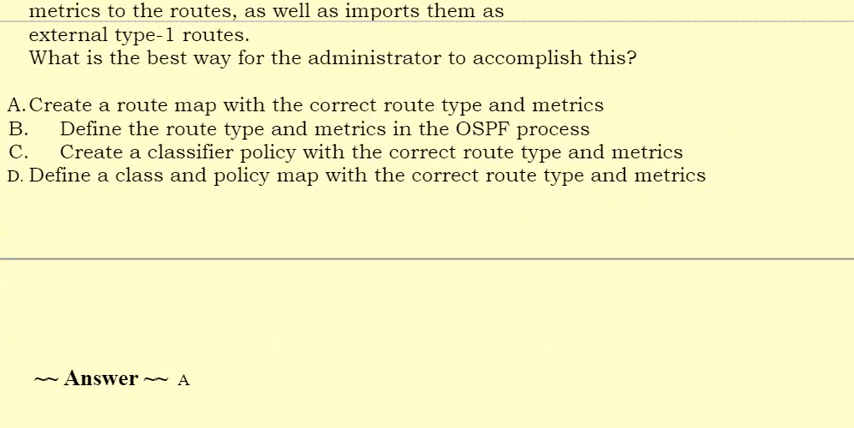 metrics to the routes, as well as imports them as
external type-1 routes.
What is the best way for the administrator to accomplish this?
A. Create a route map with the correct route type and metrics
B. Define the route type and metrics in the OSPF process
C. Create a classifier policy with the correct route type and metrics
D. Define a class and policy map with the correct route type and metrics
~~ Answer ~~ A